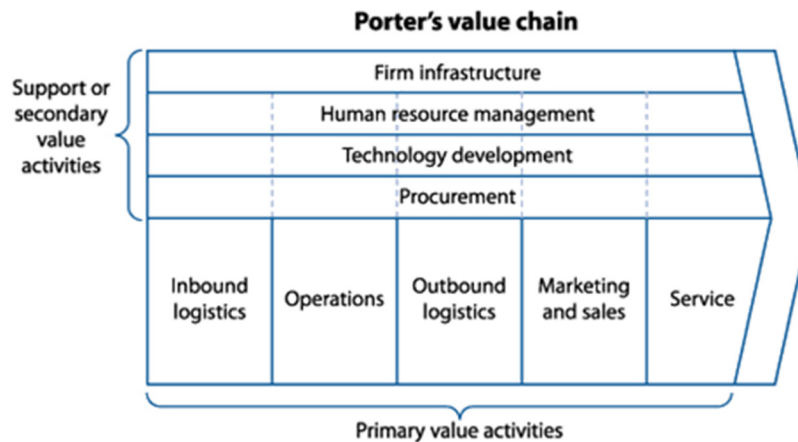 Porter's value chain
Support or
secondary
value
activities
Firm infrastructure
Human resource management
Technology development
Procurement
Inbound
logistics
Operations
Outbound
logistics
Marketing
and sales
Service
Primary value activities